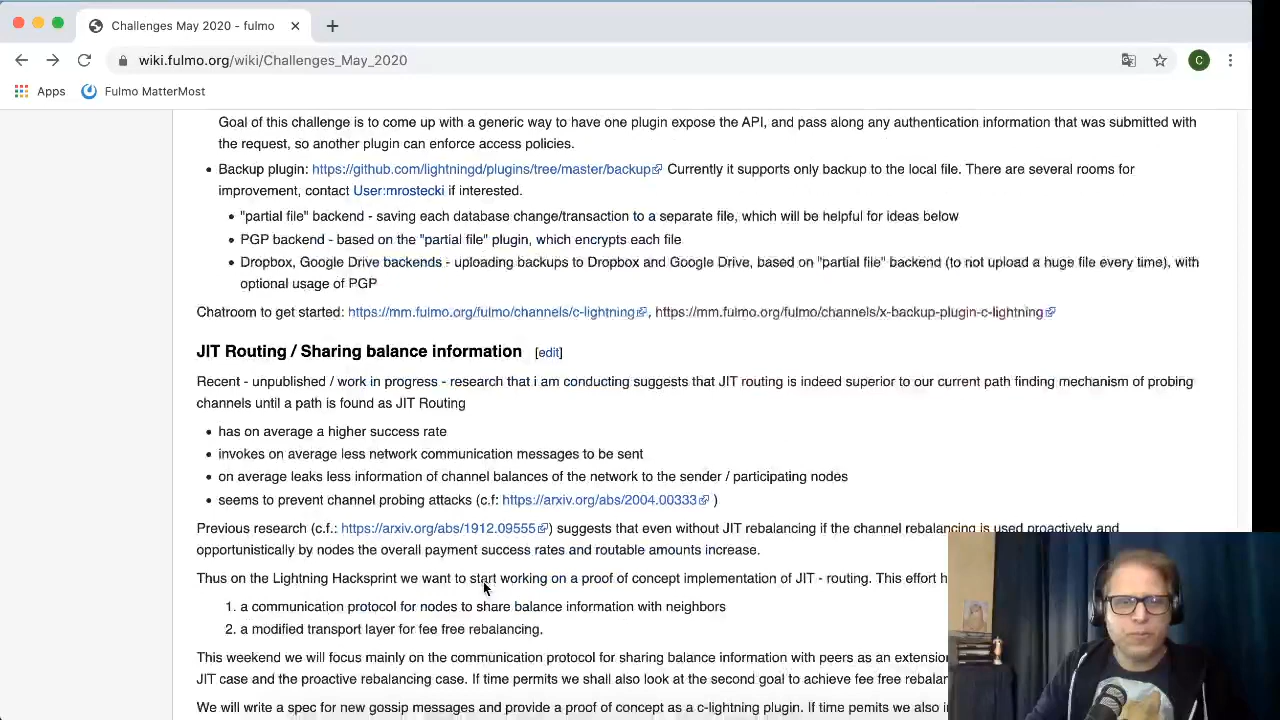 Challenges May 2020 - fulmo
wiki.fulmo.org/wiki/Challenges_May_2020
C
Apps
Fulmo MatterMost
Goal of this challenge is to come up with a generic way to have one plugin expose the API, and pass along any authentication information that was submitted with
the request, so another plugin can enforce access policies.
Backup plugin: https://github.com/lightningd/plugins/tree/master/backup Currently it supports only backup to the local file. There are several rooms for
improvement, contact User:mrostecki if interested.
"partial file" backend - saving each database change/transaction to a separate file, which will be helpful for ideas below
PGP backend - based on the "partial file" plugin, which encrypts each file
Dropbox, Google Drive backends - uploading backups to Dropbox and Google Drive, based on "partial file" backend (to not upload a huge file every time), with
optional usage of PGP
Chatroom to get started: https://mm.fulmo.org/fulmo/channels/c-lightning, https://mm.fulmo.org/fulmo/channels/x-backup-plugin-c-lightning
JIT Routing / Sharing balance information [edit]
Recent - unpublished / work in progress - research that i am conducting suggests that JIT routing is indeed superior to our current path finding mechanism of probing
channels until a path is found as JIT Routing
has on average a higher success rate
invokes on average less network communication messages to be sent
on average leaks less information of channel balances of the network to the sender / participating nodes
seems to prevent channel probing attacks (c.f: https://arxiv.org/abs/2004.00333 )
Previous research (c.f.: https://arxiv.org/abs/1912.09555) suggests that even without JIT rebalancing if the channel rebalancing is used proactively and
opportunistically by nodes the overall payment success rates and routable amounts increase.
Thus on the Lightning Hacksprint we want to start working on a proof of concept implementation of JIT - routing. This effort
1. a communication protocol for nodes to share balance information with neighbors
2. a modified transport layer for fee free rebalancing.
This weekend we will focus mainly on the communication protocol for sharing balance information with peers as an extension
JIT case and the proactive rebalancing case. If time permits we shall also look at the second goal to achieve fee free
We will write a spec for new gossip messages and provide a proof of concept as a c-lightning plugin. If time pemits we also